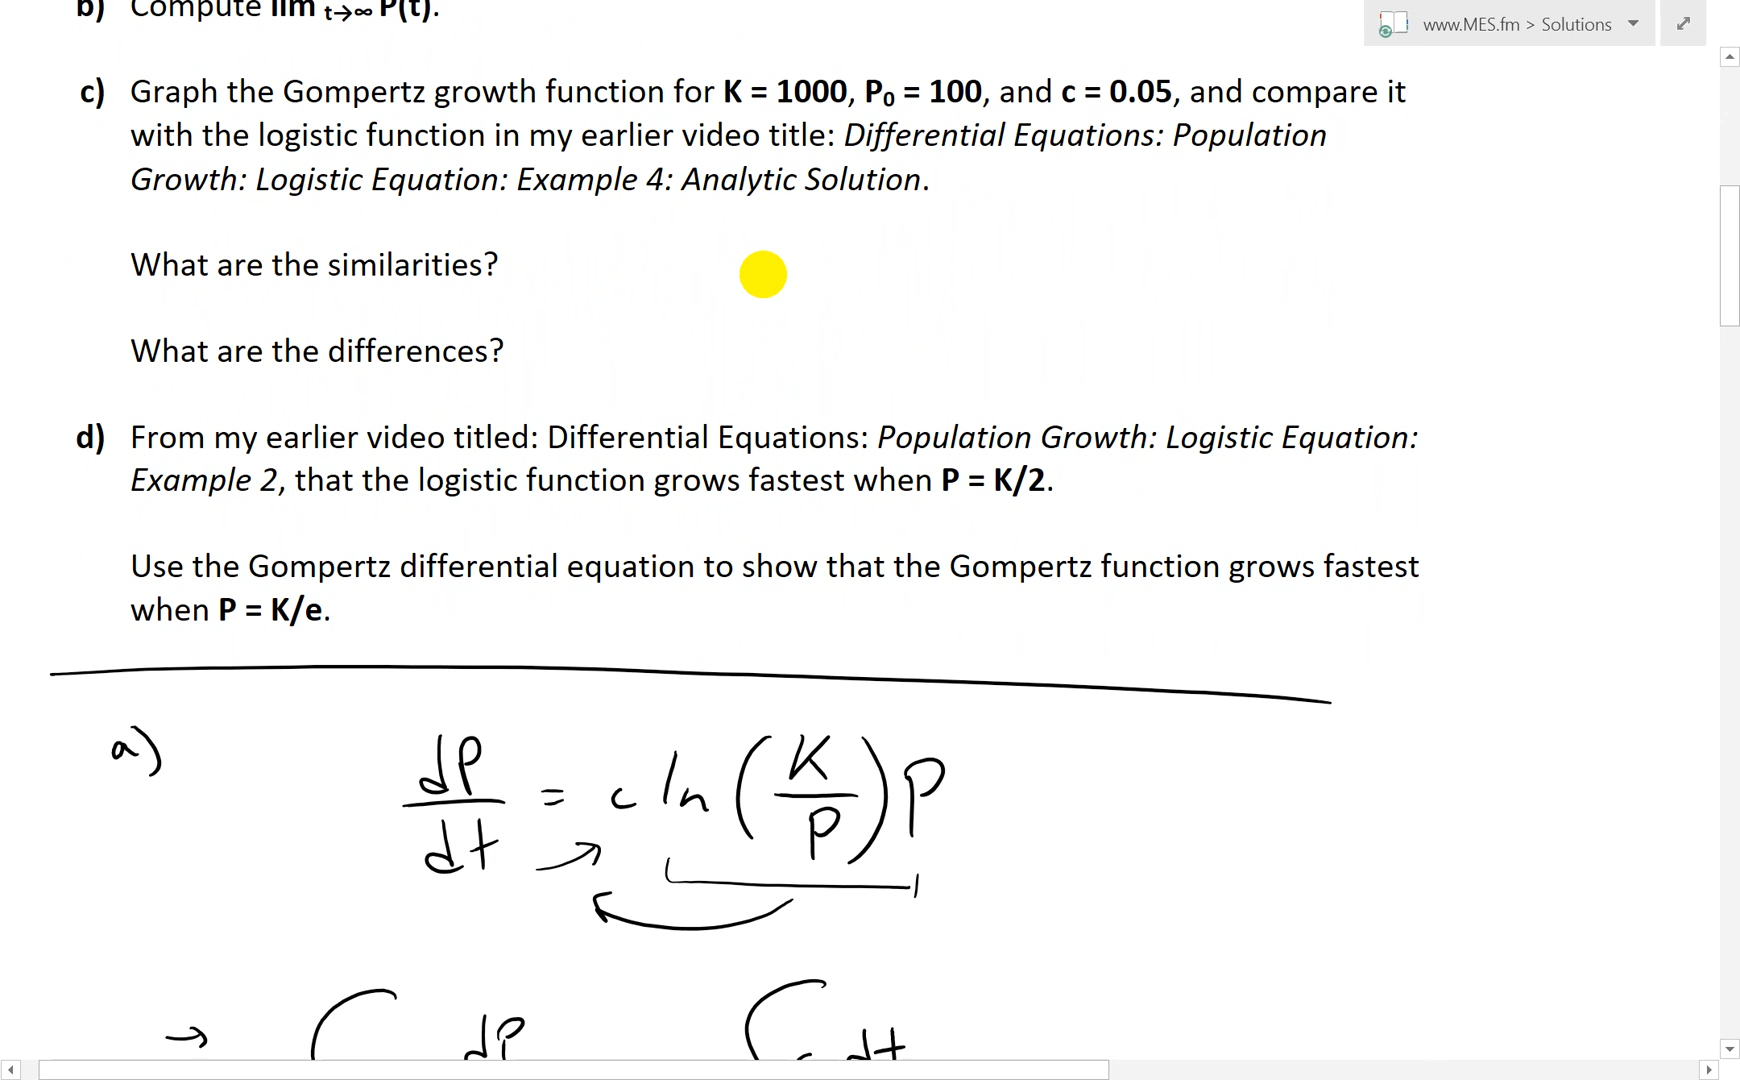 b) Compute lim t→∞ P(t).
www.MES.fm > Solutions
c) Graph the Gompertz growth function for K = 1000, P₀ = 100, and c = 0.05, and compare it
with the logistic function in my earlier video title: Differential Equations: Population
Growth: Logistic Equation: Example 4: Analytic Solution.
What are the similarities?
What are the differences?
d) From my earlier video titled: Differential Equations: Population Growth: Logistic Equation:
Example 2, that the logistic function grows fastest when P = K/2.
Use the Gompertz differential equation to show that the Gompertz function grows fastest
when P = K/e.
a) dP/dt = c ln(K/P)P
→ ∫ dP ∫ c dt